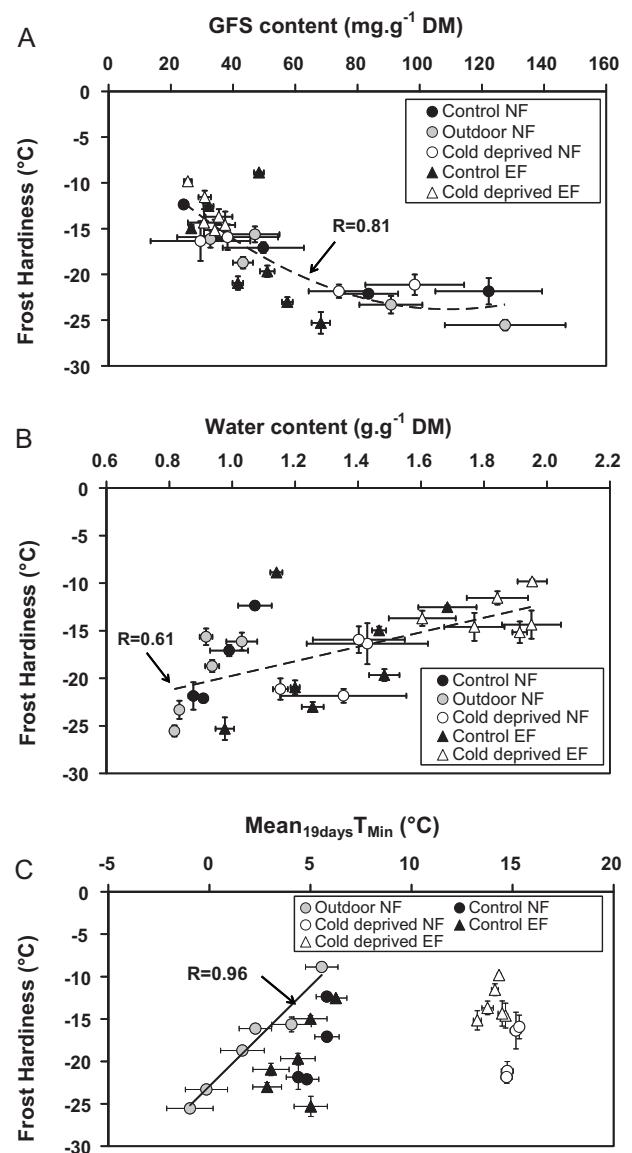 A
GFS content (mg.g-1 DM)
0 20 40 60 80 100 120 140 160
0
-5
-10
-15
-20
-25
-30
Frost Hardiness (°C)
Control NF
Outdoor NF
Cold deprived NF
Control EF
Cold deprived EF
R=0.81
B
Water content (g.g-1 DM)
0.6 0.8 1.0 1.2 1.4 1.6 1.8 2.0 2.2
0
-5
-10
-15
-20
-25
-30
Frost Hardiness (°C)
R=0.61
Control NF
Outdoor NF
Cold deprived NF
Control EF
Cold deprived EF
C
Mean19daysTMin (°C)
-5 0 5 10 15 20
0
-5
-10
-15
-20
-25
-30
Frost Hardiness (°C)
Outdoor NF Control NF
Cold deprived NF Control EF
Cold deprived EF
R=0.96